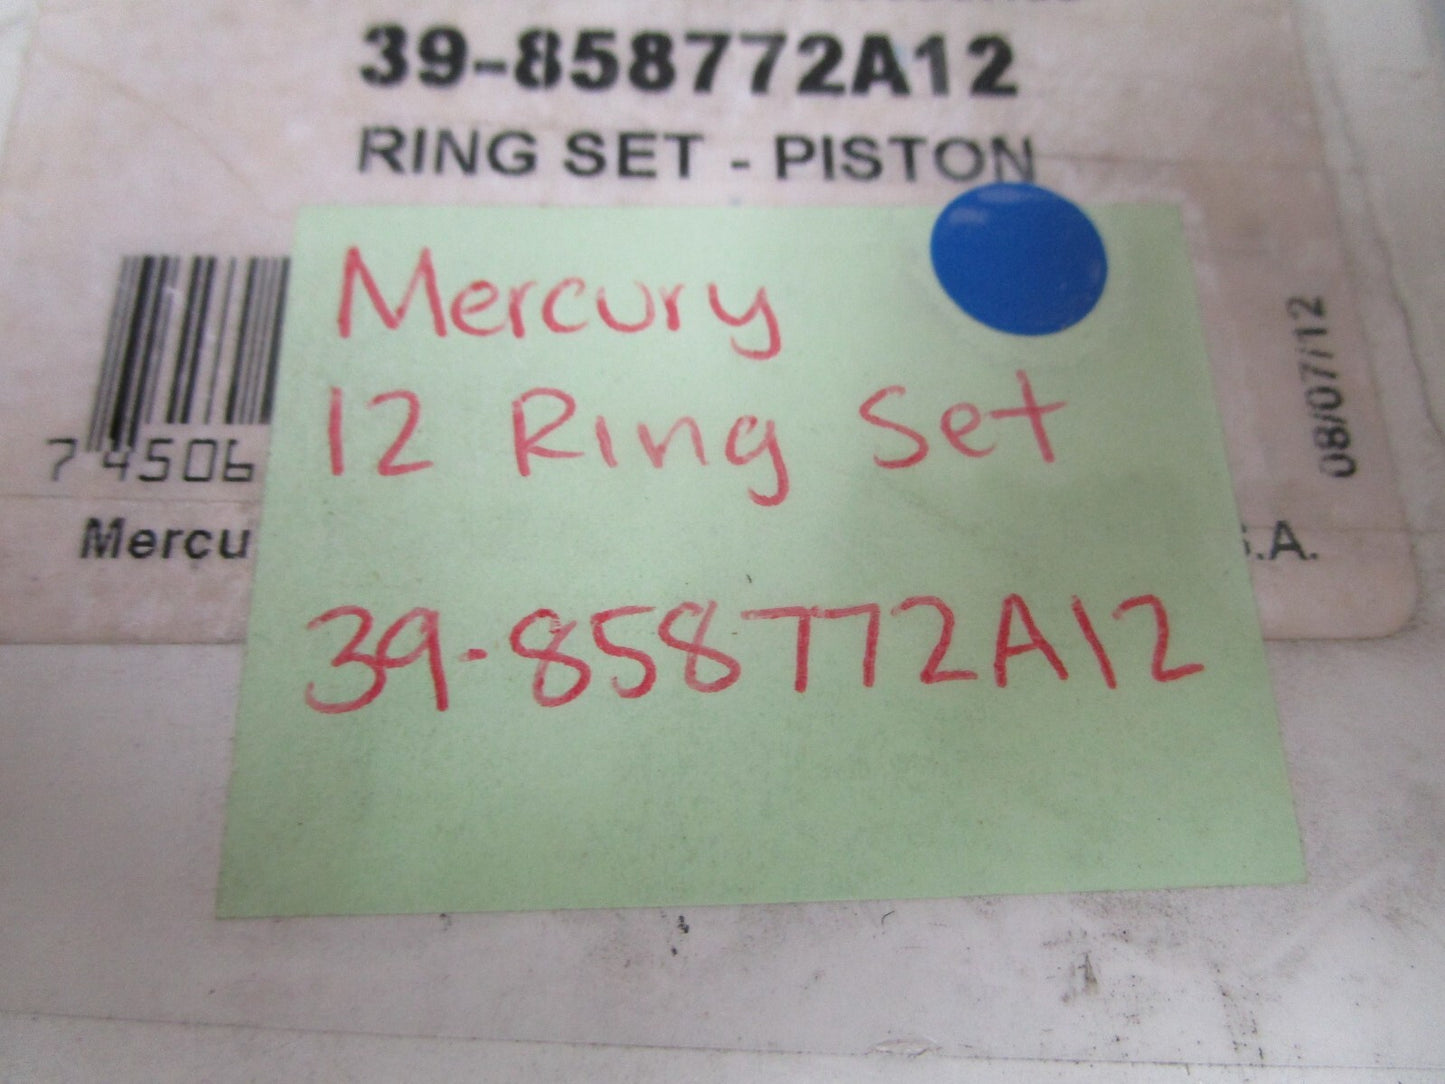 39-858772A12
RING SET - PISTON
Mercury
12 Ring Set
39-858772A12
7 4506
Mercu
S.A.
08/07/12